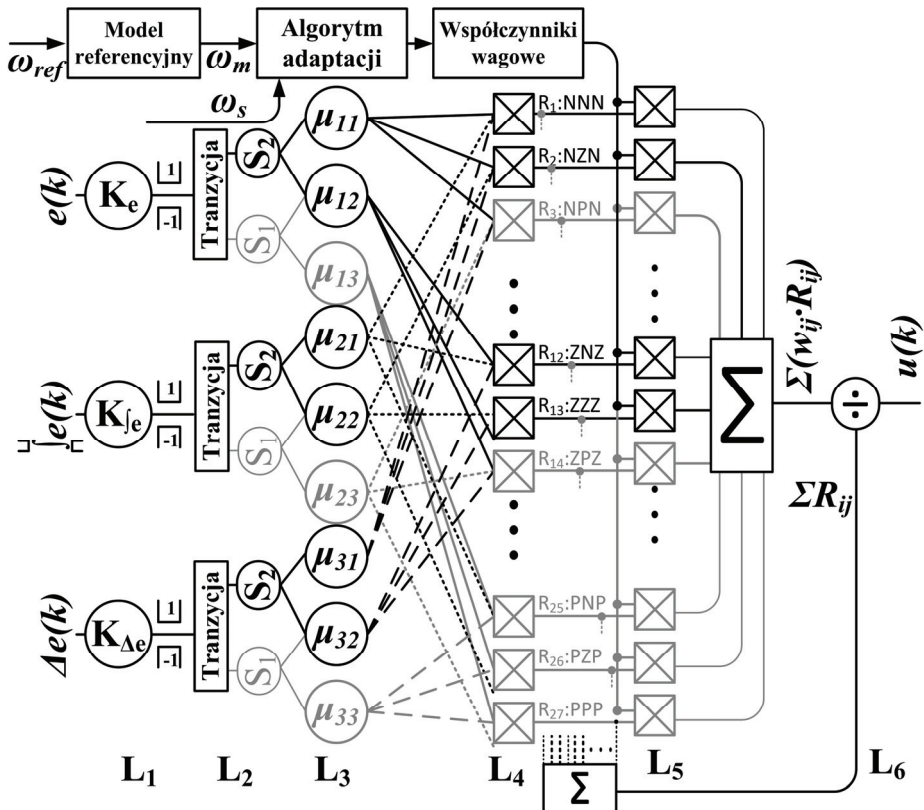 Model
referencyjny
Algorytm
adaptacji
Współczynniki
wagowe
ω_ref
ω_m
ω_s
e(k)
K_e
1
-1
Tranzycja
S_2
S_1
μ_11
μ_12
μ_13
∫e(k)
K_∫e
1
-1
Tranzycja
S_2
S_1
μ_21
μ_22
μ_23
Δe(k)
K_Δe
1
-1
Tranzycja
S_2
S_1
μ_31
μ_32
μ_33
R_1:NNN
R_2:NZN
R_3:NPN
R_12:ZNZ
R_13:ZZZ
R_14:ZPZ
R_25:PNP
R_26:PZP
R_27:PPP
Σ
Σ(w_ij·R_ij)
÷
u(k)
ΣR_ij
Σ
L_1
L_2
L_3
L_4
L_5
L_6